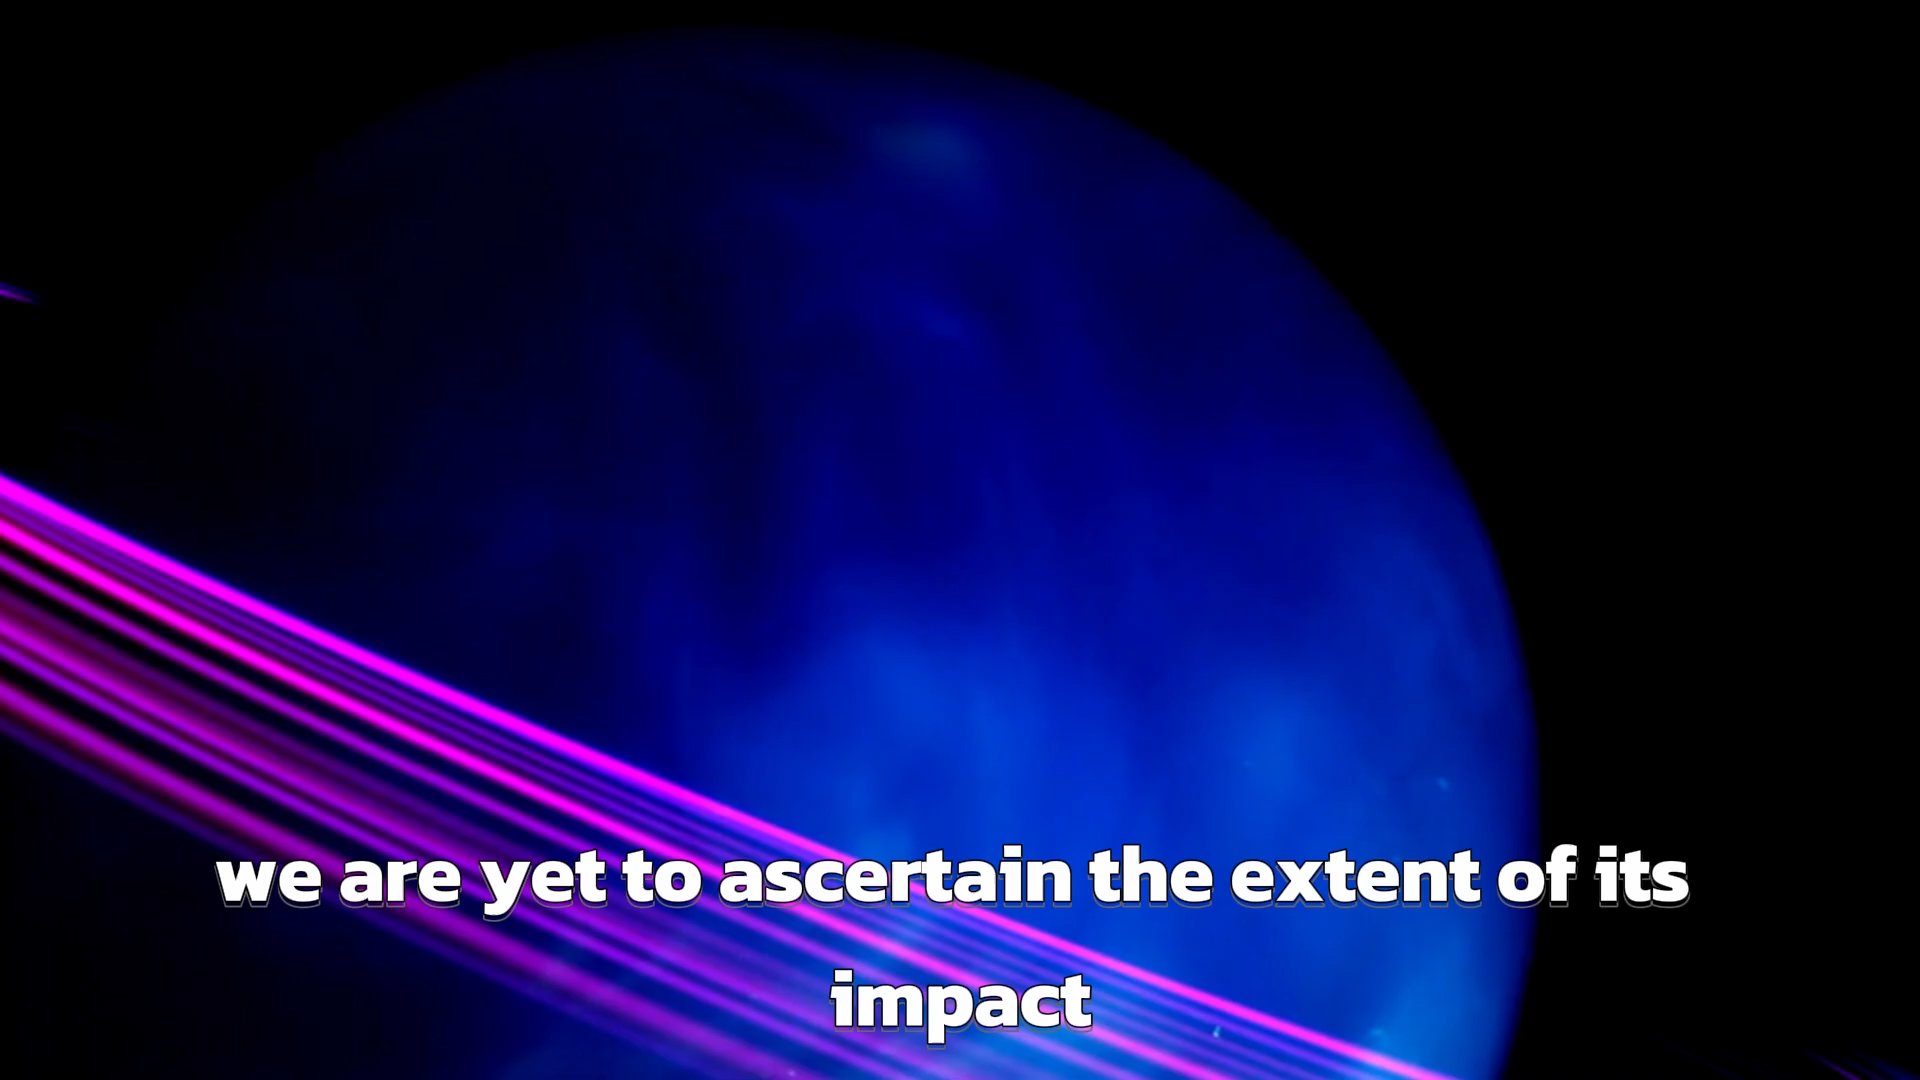 we are yet to ascertain the extent of its
impact